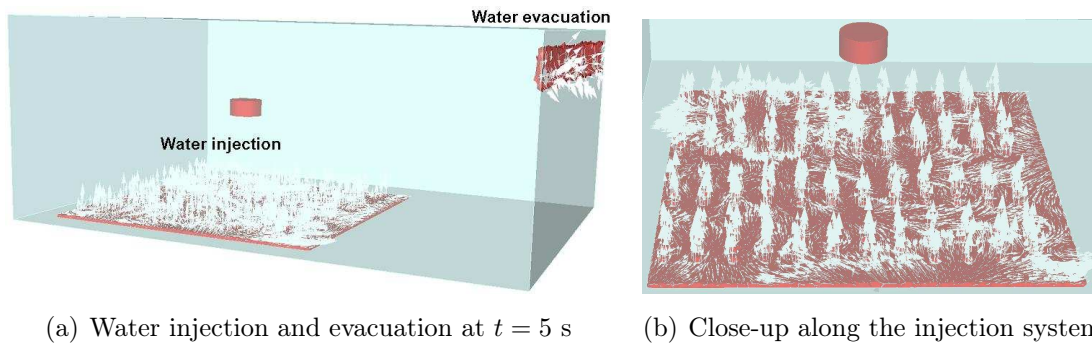 Water evacuation
Water injection
(a) Water injection and evacuation at t = 5 s
(b) Close-up along the injection system